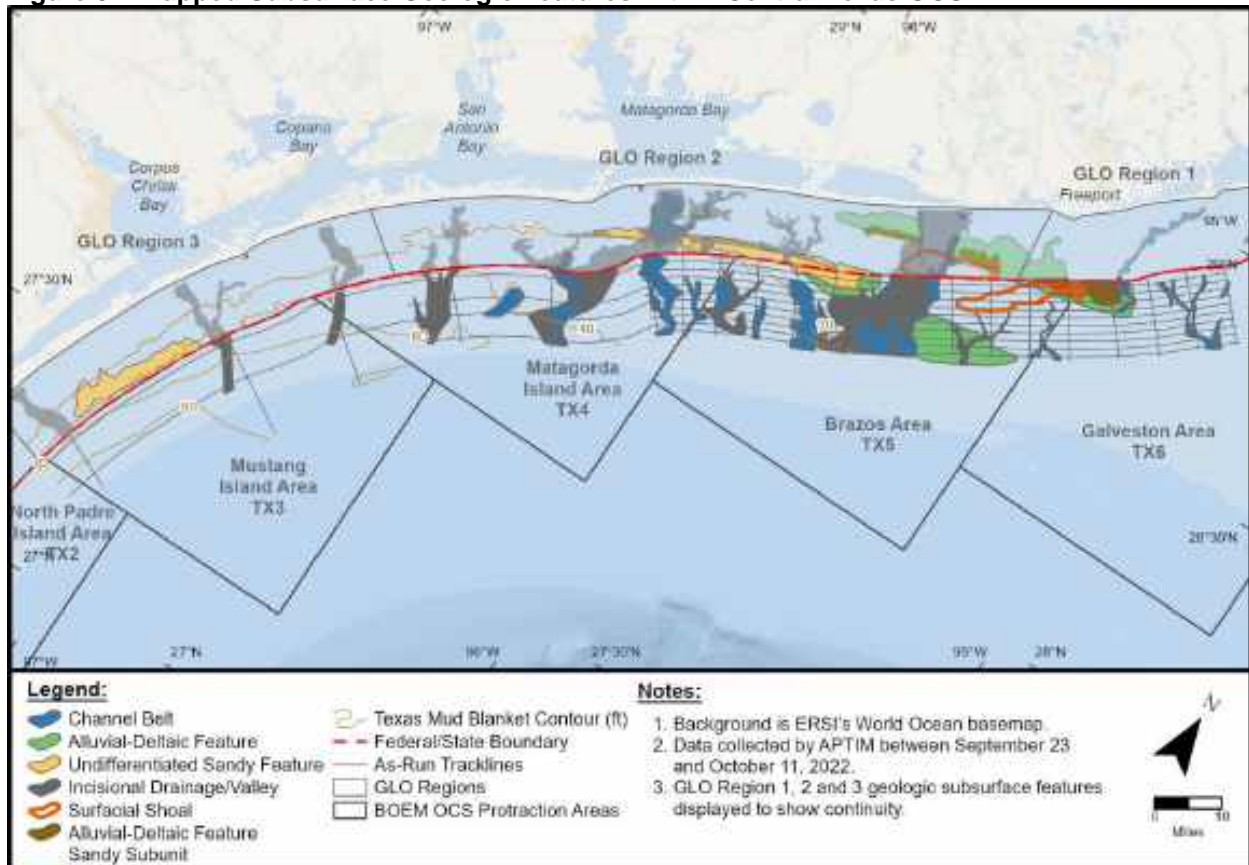 97°W
29°N
96°W
Matagorda Bay
San
Antonio
Bay
Copano
Bay
Corpus
Christi
Bay
GLO Region 2
GLO Region 1
Freeport
GLO Region 3
95°W
27°30'N
90
Matagorda
Island Area
TX4
Brazos Area
TX5
Galveston Area
TX6
Mustang
Island Area
TX3
North Padre
Island Area
TX2
28°30'N
27°N
96°W
27°30'N
95°W
28°N
Legend:
Channel Belt
Alluvial-Deltaic Feature
Undifferentiated Sandy Feature
Incisional Drainage/Valley
Surfacial Shoal
Alluvial-Deltaic Feature
Sandy Subunit
Texas Mud Blanket Contour (ft)
Federal/State Boundary
As-Run Tracklines
GLO Regions
BOEM OCS Protraction Areas
Notes:
1. Background is ERSI's World Ocean basemap.
2. Data collected by APTIM between September 23
and October 11, 2022.
3. GLO Region 1, 2 and 3 geologic subsurface features
displayed to show continuity.
N
Miles